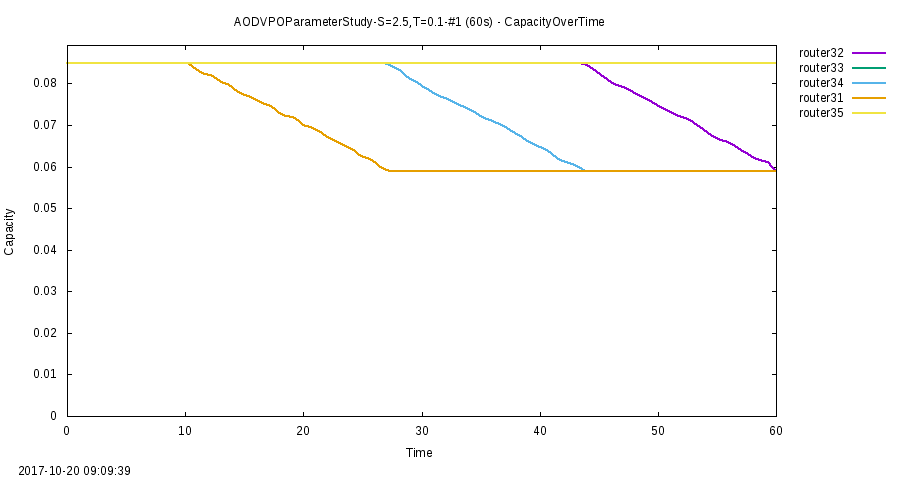 AODVPOParameterStudy-S=2.5,T=0.1-#1 (60s) - CapacityOverTime
router32
router33
router34
router31
router35
0.08
0.07
0.06
0.05
0.04
0.03
0.02
0.01
0
Capacity
0 10 20 30 40 50 60
Time
2017-10-20 09:09:39